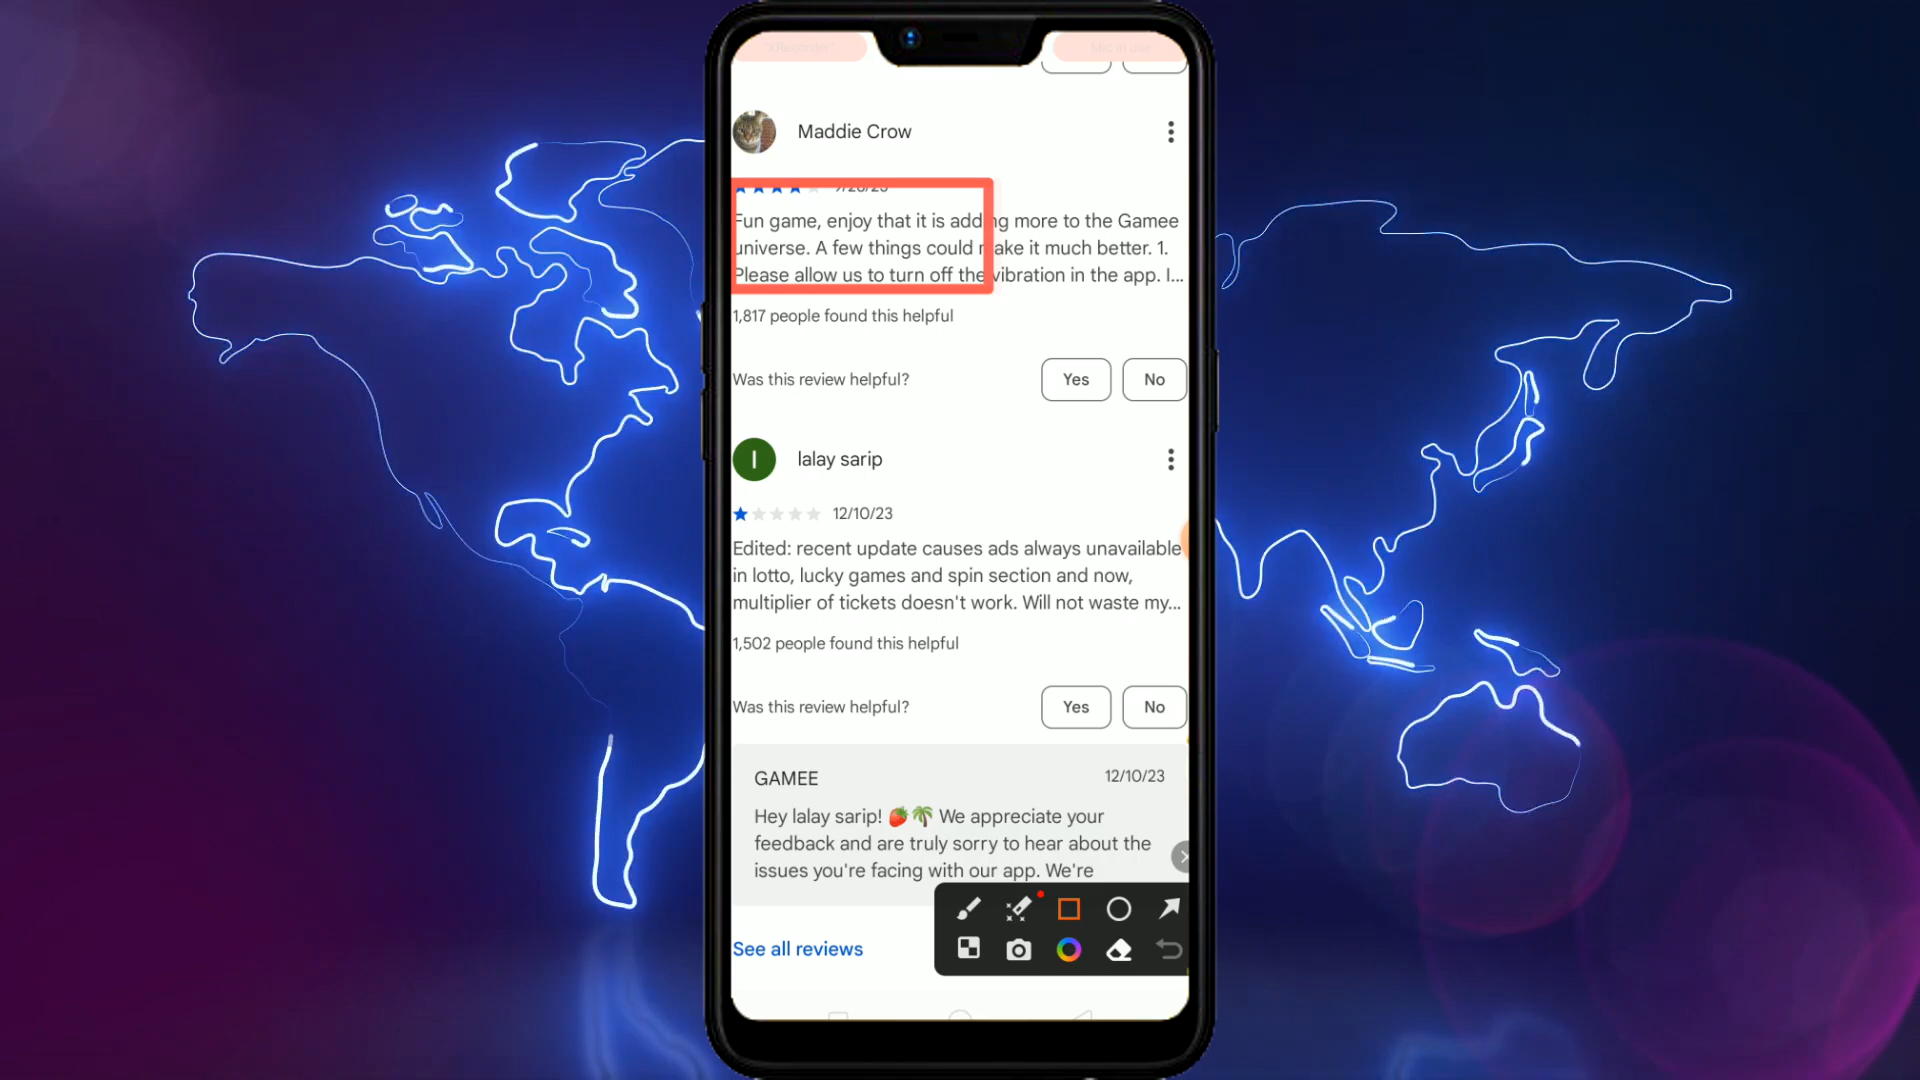 XRecorder
Mic in use
Maddie Crow
Fun game, enjoy that it is adding more to the Gamee
universe. A few things could make it much better. 1.
Please allow us to turn off the vibration in the app. I...
1,817 people found this helpful
Was this review helpful?
Yes
No
l
lalay sarip
12/10/23
Edited: recent update causes ads always unavailable
in lotto, lucky games and spin section and now,
multiplier of tickets doesn't work. Will not waste my...
1,502 people found this helpful
Was this review helpful?
Yes
No
GAMEE
12/10/23
Hey lalay sarip! 🍓🌴 We appreciate your
feedback and are truly sorry to hear about the
issues you're facing with our app. We're
See all reviews